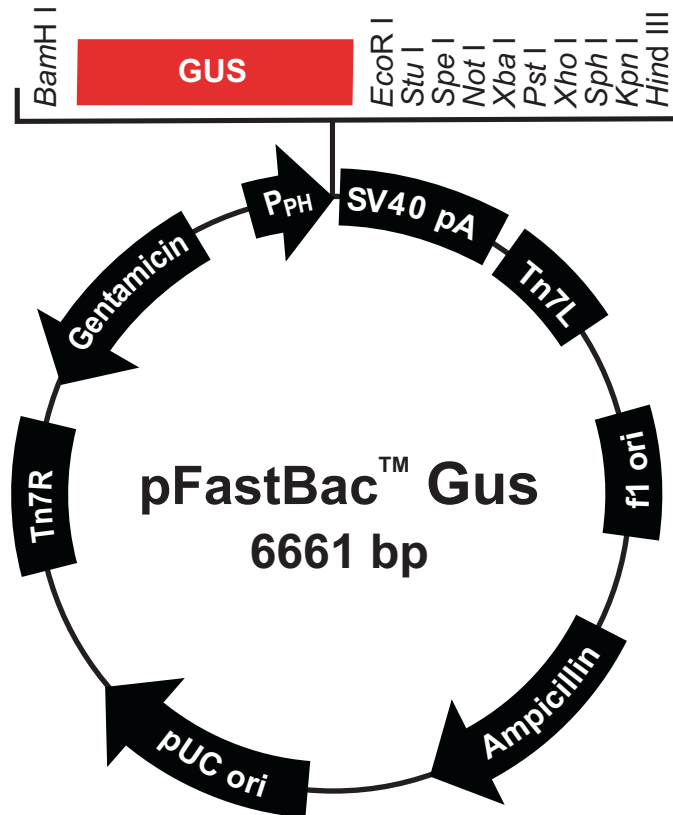 BamH I
GUS
EcoR I
Stu I
Spe I
Not I
Xba I
Pst I
Xho I
Sph I
Kpn I
Hind III
PPH
SV40 pA
Tn7L
f1 ori
Ampicillin
pUC ori
Tn7R
Gentamicin
pFastBac™ Gus
6661 bp